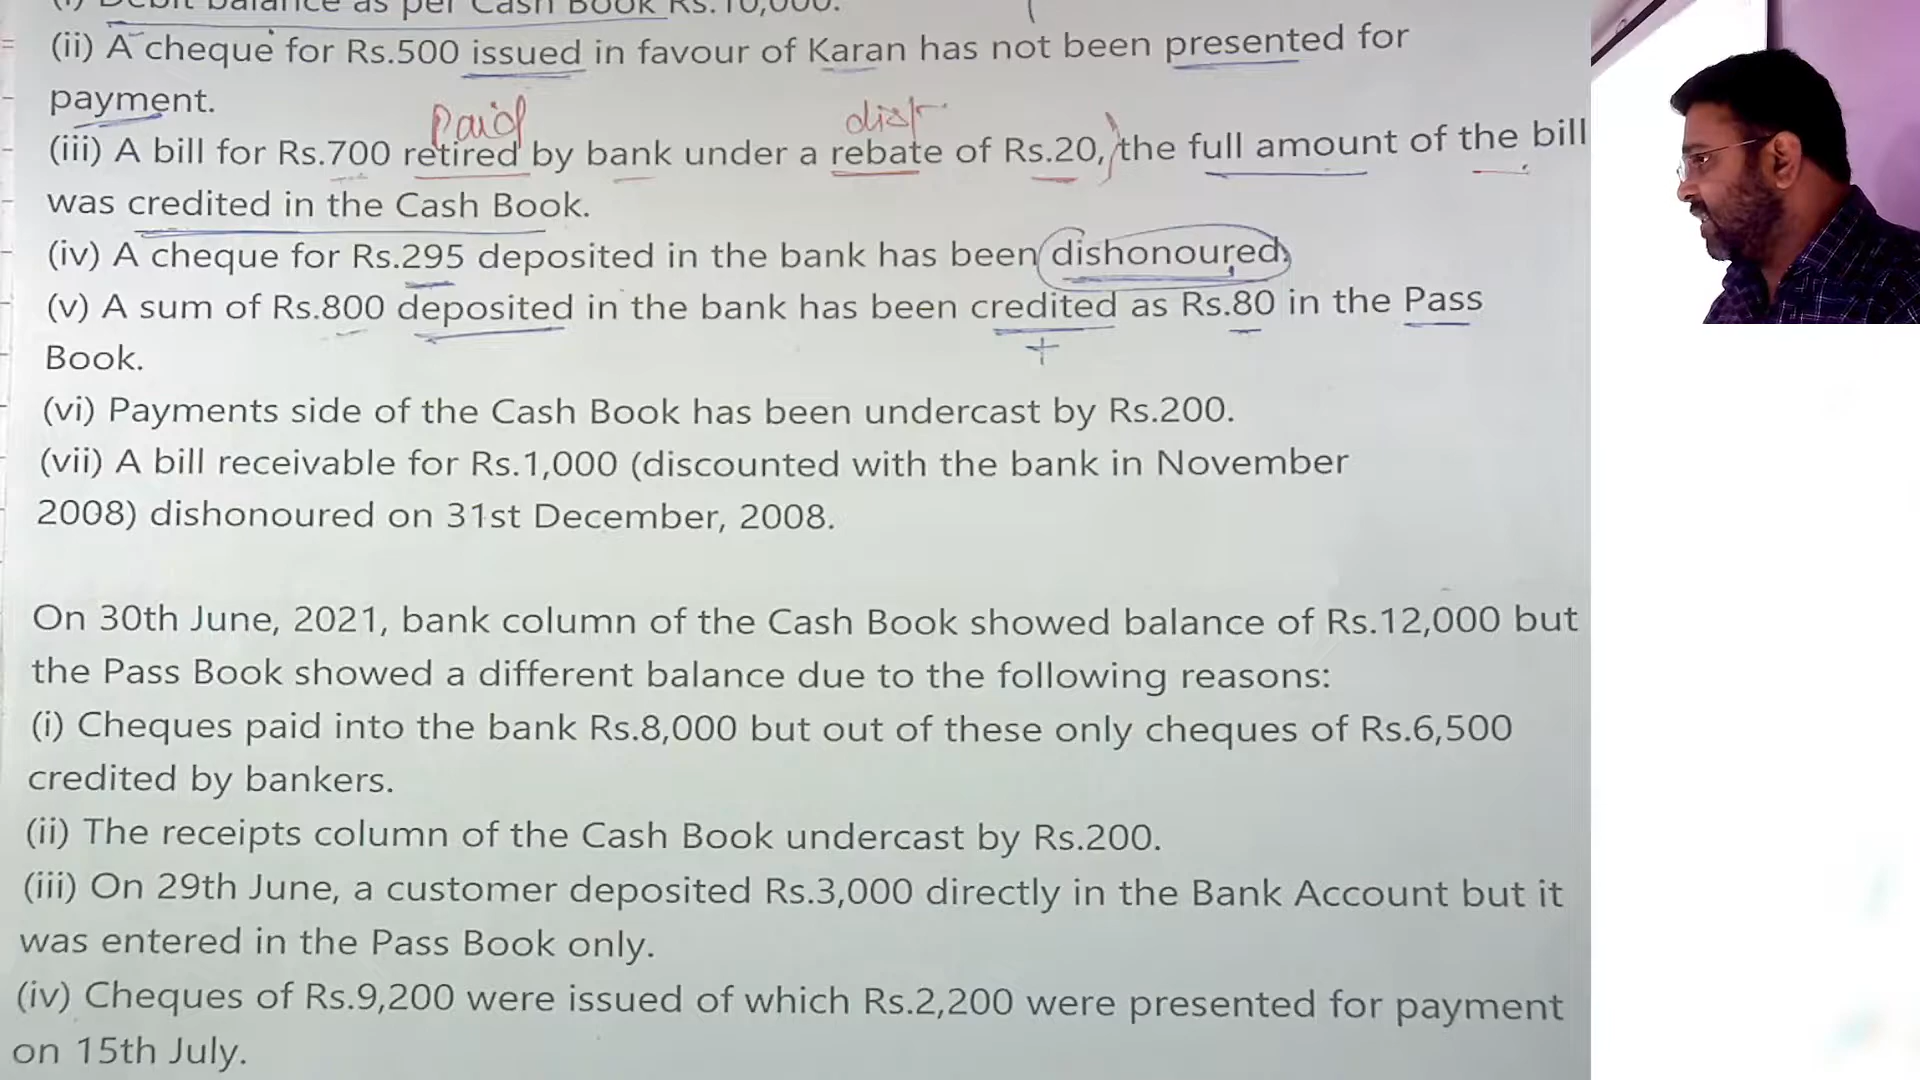 (i) Debit balance as per Cash Book Rs.10,000.
(ii) A cheque for Rs.500 issued in favour of Karan has not been presented for
payment.
paid disct
(iii) A bill for Rs.700 retired by bank under a rebate of Rs.20, the full amount of the bill
was credited in the Cash Book.
(iv) A cheque for Rs.295 deposited in the bank has been dishonoured.
(v) A sum of Rs.800 deposited in the bank has been credited as Rs.80 in the Pass
+
Book.
(vi) Payments side of the Cash Book has been undercast by Rs.200.
(vii) A bill receivable for Rs.1,000 (discounted with the bank in November
2008) dishonoured on 31st December, 2008.
On 30th June, 2021, bank column of the Cash Book showed balance of Rs.12,000 but
the Pass Book showed a different balance due to the following reasons:
(i) Cheques paid into the bank Rs.8,000 but out of these only cheques of Rs.6,500
credited by bankers.
(ii) The receipts column of the Cash Book undercast by Rs.200.
(iii) On 29th June, a customer deposited Rs.3,000 directly in the Bank Account but it
was entered in the Pass Book only.
(iv) Cheques of Rs.9,200 were issued of which Rs.2,200 were presented for payment
on 15th July.